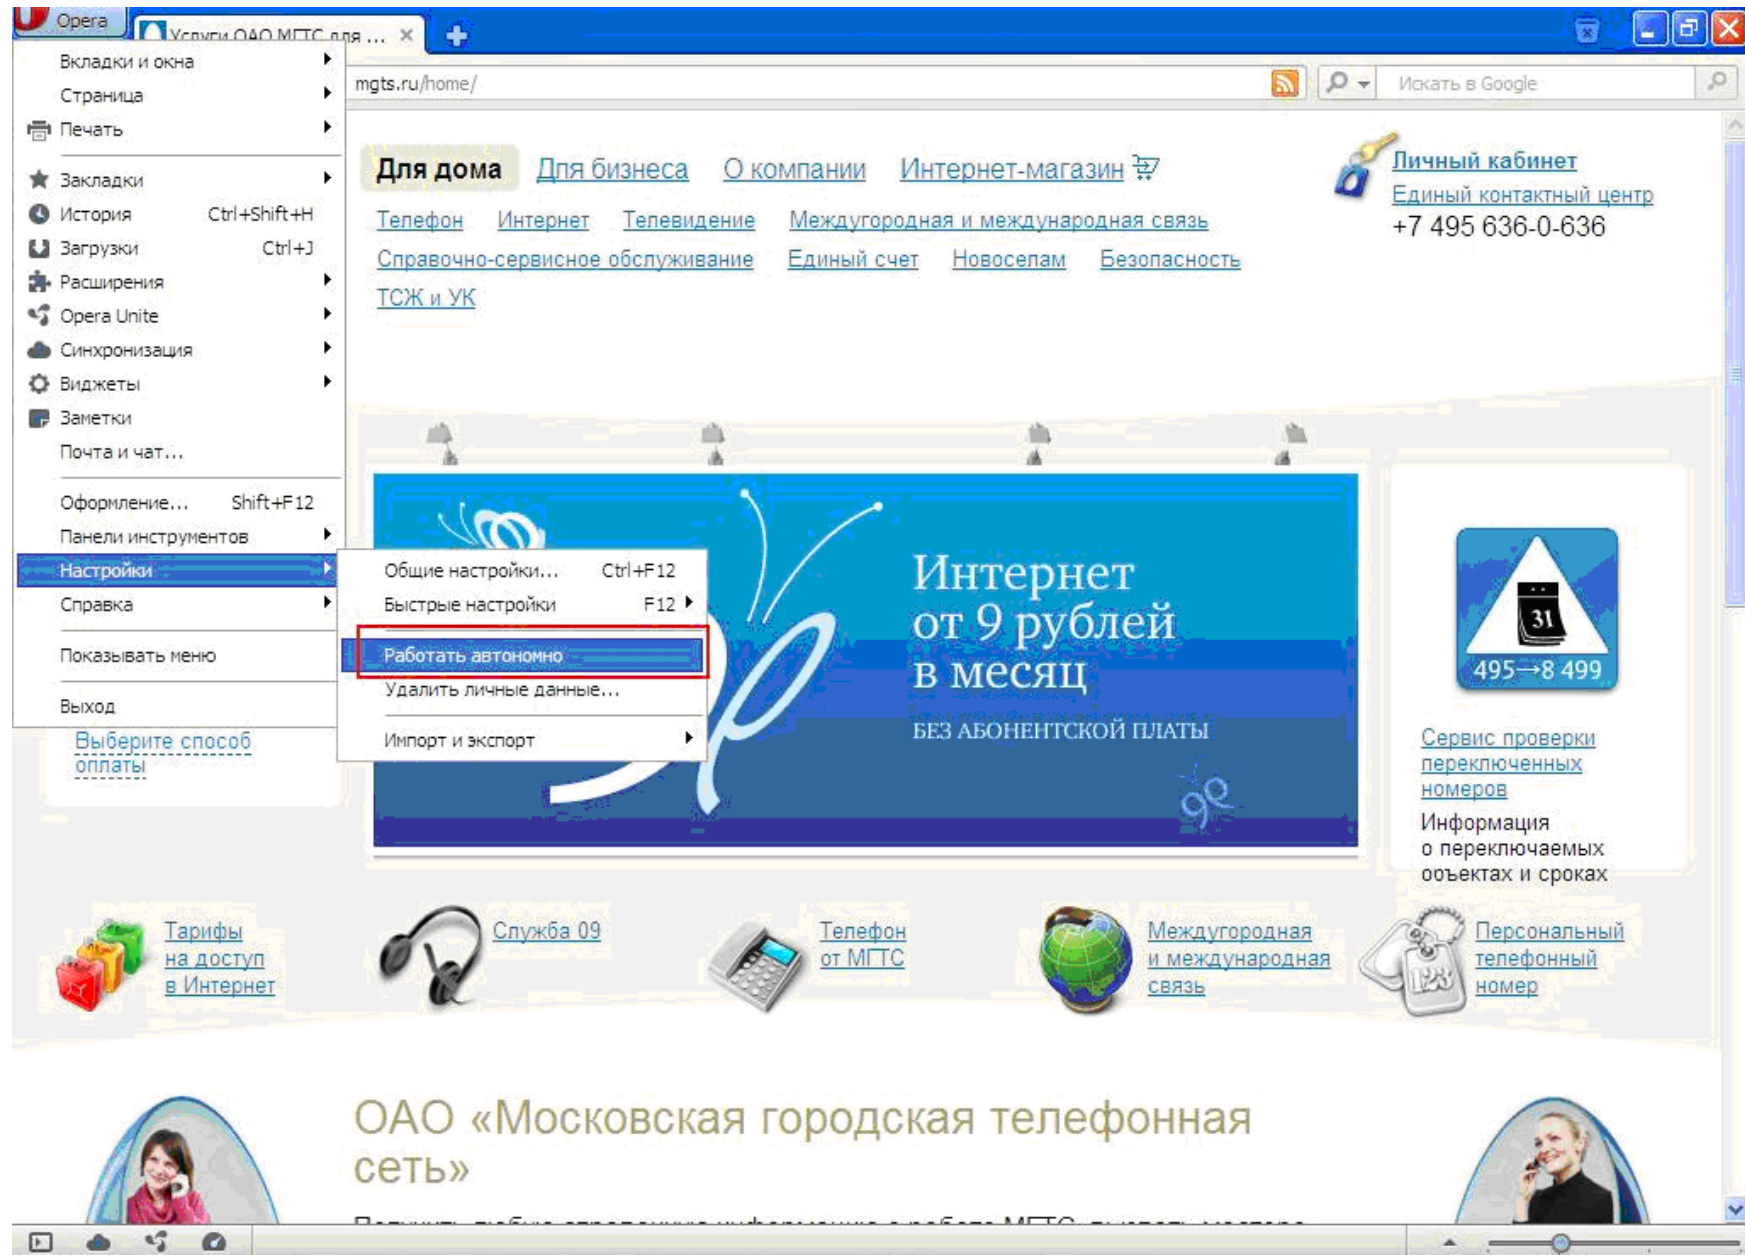 Opera
Услуги ОАО МГТС для ...
mgts.ru/home/
Искать в Google
Вкладки и окна
Страница
Печать
Закладки
История Ctrl+Shift+H
Загрузки Ctrl+J
Расширения
Opera Unite
Синхронизация
Виджеты
Заметки
Почта и чат...
Оформление... Shift+F12
Панели инструментов
Настройки
Справка
Показывать меню
Выход
Общие настройки... Ctrl+F12
Быстрые настройки F12
Работать автономно
Удалить личные данные...
Импорт и экспорт
Выберите способ
оплаты
Для дома Для бизнеса О компании Интернет-магазин
Телефон Интернет Телевидение Междугородная и международная связь
Справочно-сервисное обслуживание Единый счет Новоселам Безопасность
ТСЖ и УК
Личный кабинет
Единый контактный центр
+7 495 636-0-636
Интернет
от 9 рублей
в месяц
БЕЗ АБОНЕНТСКОЙ ПЛАТЫ
31
495→8 499
Сервис проверки
переключенных
номеров
Информация
о переключаемых
объектах и сроках
Тарифы
на доступ
в Интернет
Служба 09
Телефон
от МГТС
Междугородная
и международная
связь
123
Персональный
телефонный
номер
ОАО «Московская городская телефонная
сеть»